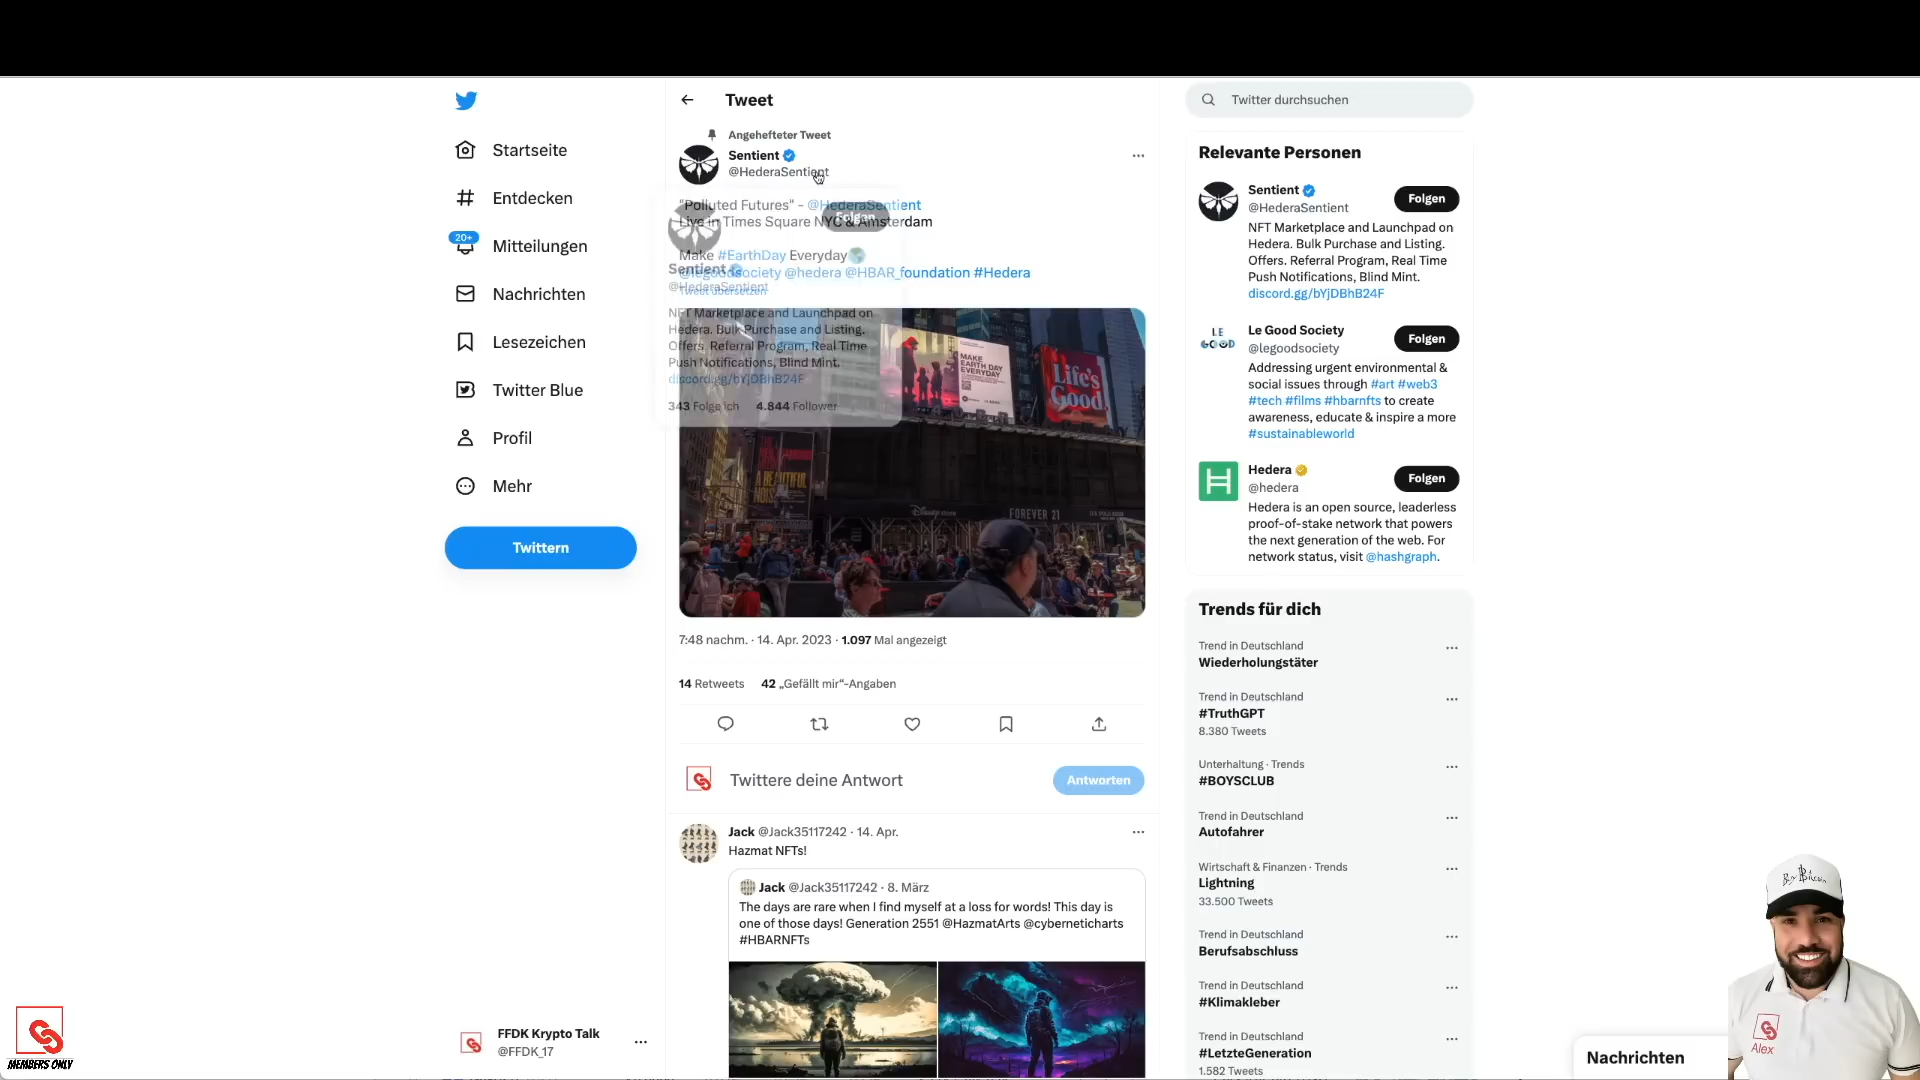 Tweet
Twitter durchsuchen
Startseite
Entdecken
20+
Mitteilungen
Nachrichten
Lesezeichen
Twitter Blue
Profil
Mehr
Twittern
FFDK Krypto Talk
@FFDK_17
MEMBERS ONLY
Angehefteter Tweet
Sentient
@HederaSentient
"Polluted Futures" - @HederaSentient
Live in Times Square NYC & Amsterdam
Make #EarthDay Everyday
@legoodsociety @hedera @HBAR_foundation #Hedera
Tweet übersetzen
Folgen
Sentient
@HederaSentient
NFT Marketplace and Launchpad on
Hedera. Bulk Purchase and Listing.
Offers. Referral Program, Real Time
Push Notifications, Blind Mint.
discord.gg/bYjDBhB24F
343 Folge ich 4.844 Follower
MAKE
EARTH DAY
EVERYDAY
Life's
Good.
A BEAUTIFUL
NOISE
FOREVER 21
7:48 nachm. · 14. Apr. 2023 · 1.097 Mal angezeigt
14 Retweets 42 „Gefällt mir“-Angaben
Twittere deine Antwort
Antworten
Jack @Jack35117242 · 14. Apr.
Hazmat NFTs!
Jack @Jack35117242 · 8. März
The days are rare when I find myself at a loss for words! This day is
one of those days! Generation 2551 @HazmatArts @cyberneticharts
#HBARNFTs
Relevante Personen
Sentient
@HederaSentient
Folgen
NFT Marketplace and Launchpad on
Hedera. Bulk Purchase and Listing.
Offers. Referral Program, Real Time
Push Notifications, Blind Mint.
discord.gg/bYjDBhB24F
LE
GOOD
Le Good Society
@legoodsociety
Folgen
Addressing urgent environmental &
social issues through #art #web3
#tech #films #hbarnfts to create
awareness, educate & inspire a more
#sustainableworld
Hedera
@hedera
Folgen
Hedera is an open source, leaderless
proof-of-stake network that powers
the next generation of the web. For
network status, visit @hashgraph.
Trends für dich
Trend in Deutschland
Wiederholungstäter
Trend in Deutschland
#TruthGPT
8.380 Tweets
Unterhaltung · Trends
#BOYSCLUB
Trend in Deutschland
Autofahrer
Wirtschaft & Finanzen · Trends
Lightning
33.500 Tweets
Trend in Deutschland
Berufsabschluss
Trend in Deutschland
#Klimakleber
Trend in Deutschland
#LetzteGeneration
1.582 Tweets
Nachrichten
Alex